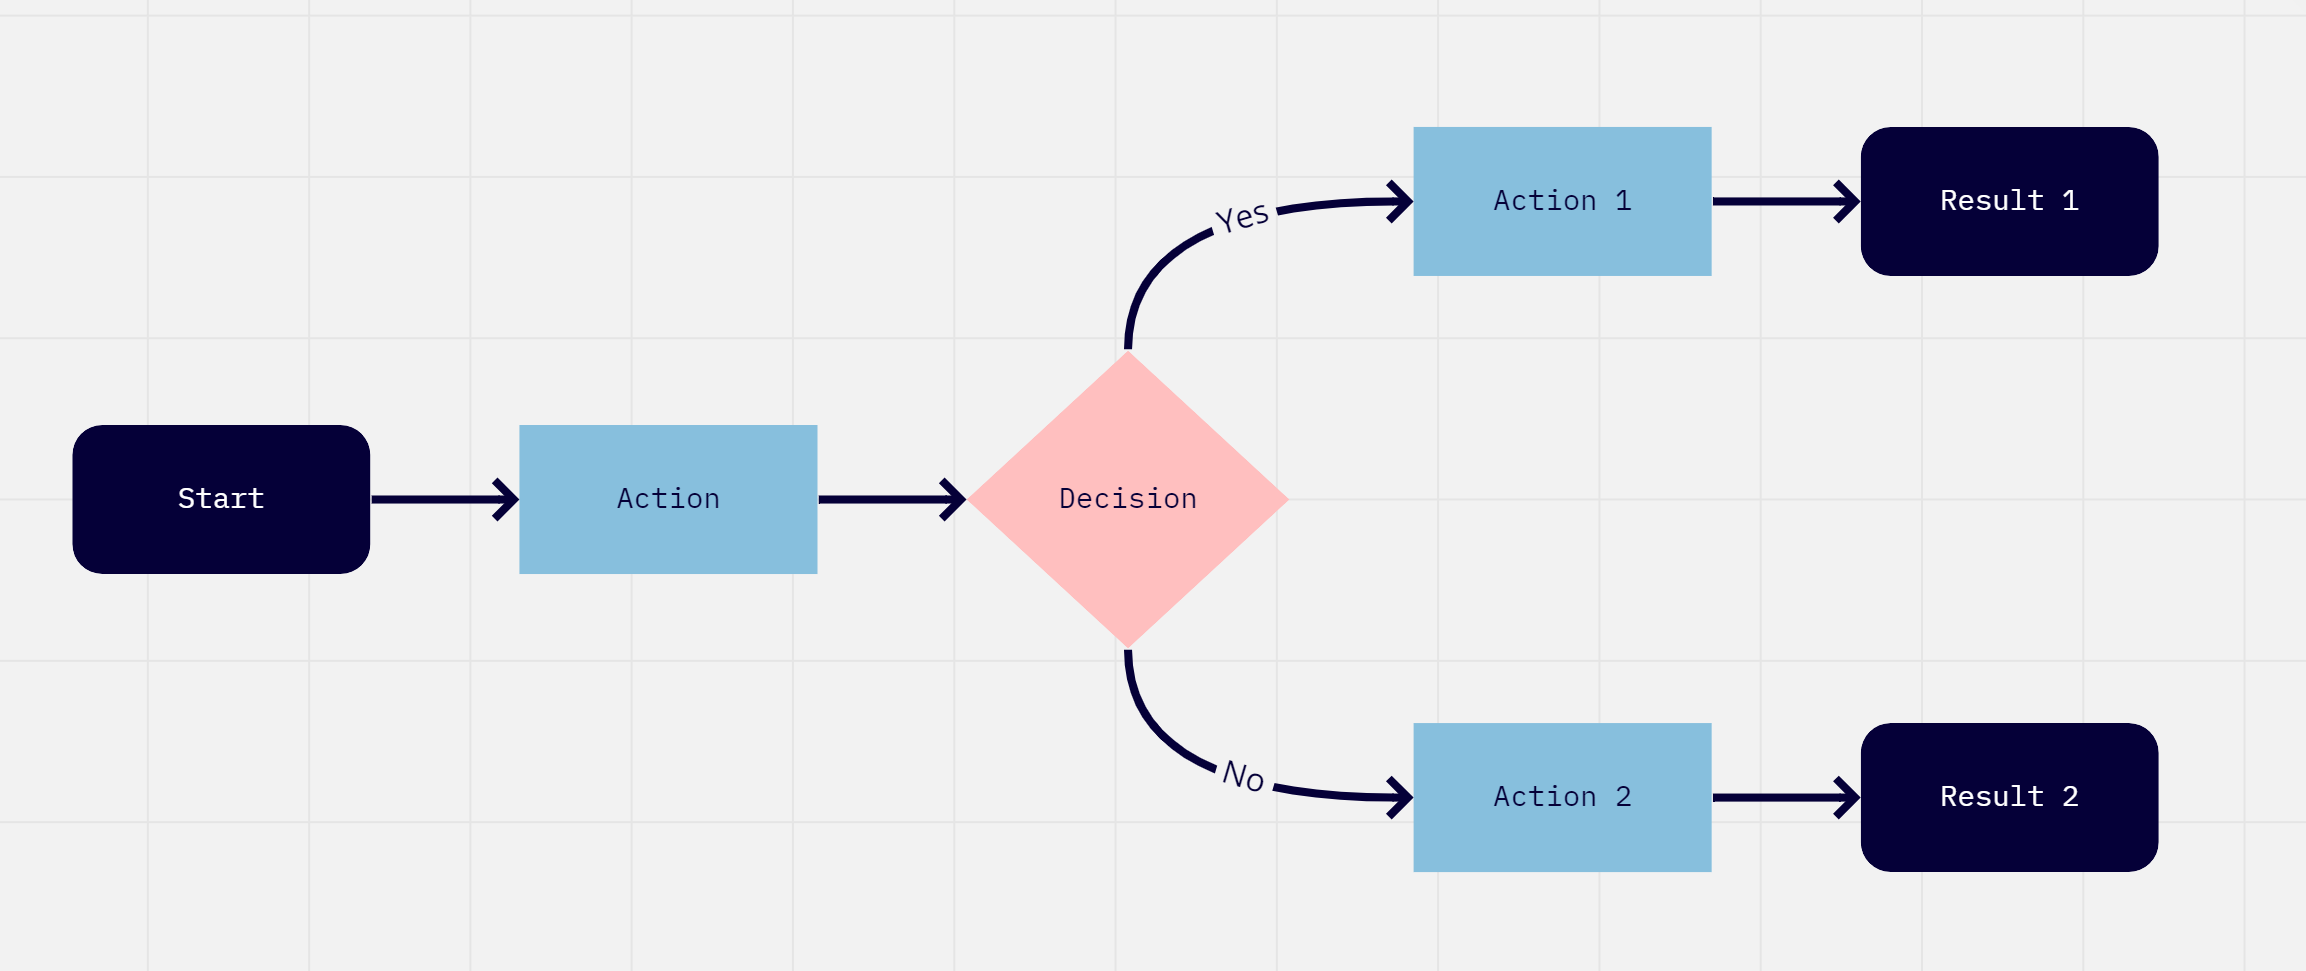 Start
Action
Decision
Yes
Action 1
Result 1
No
Action 2
Result 2